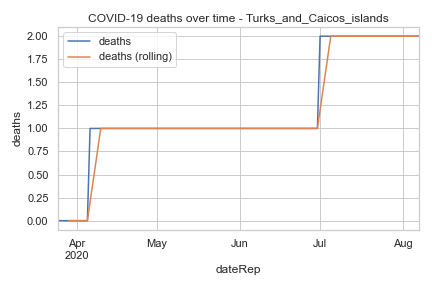 COVID-19 deaths over time - Turks_and_Caicos_islands
deaths
deaths (rolling)
2.00
1.75
1.50
1.25
1.00
0.75
0.50
0.25
0.00
deaths
Apr
2020
May
Jun
Jul
Aug
dateRep